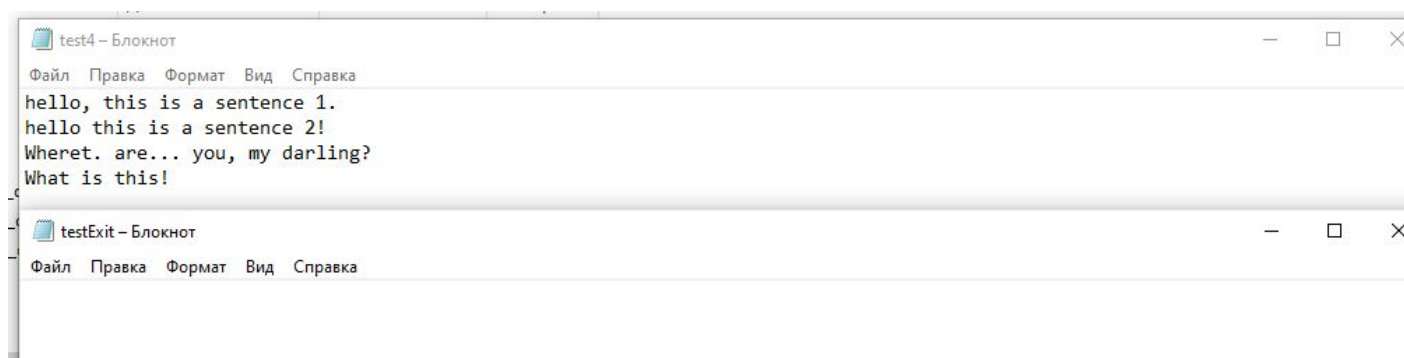 test4 – Блокнот
Файл Правка Формат Вид Справка
hello, this is a sentence 1.
hello this is a sentence 2!
Wheret. are... you, my darling?
What is this!
testExit – Блокнот
Файл Правка Формат Вид Справка